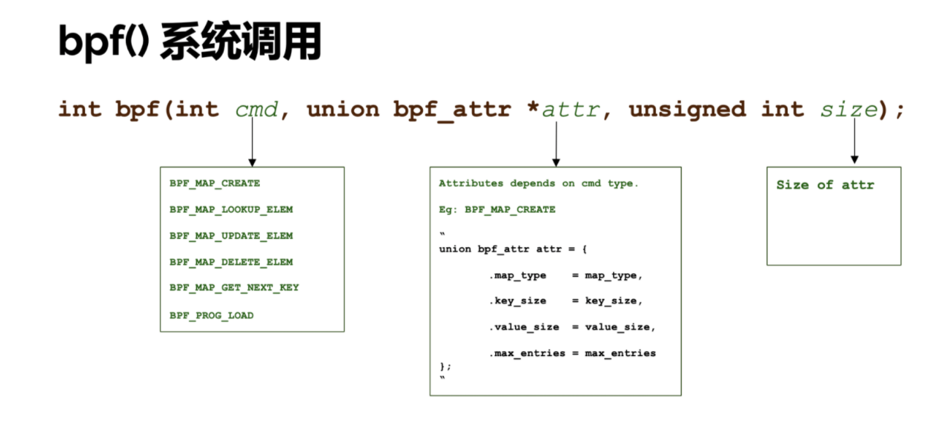 bpf() 系统调用
int bpf(int cmd, union bpf_attr *attr, unsigned int size);
BPF_MAP_CREATE
BPF_MAP_LOOKUP_ELEM
BPF_MAP_UPDATE_ELEM
BPF_MAP_DELETE_ELEM
BPF_MAP_GET_NEXT_KEY
BPF_PROG_LOAD
Attributes depends on cmd type.
Eg: BPF_MAP_CREATE
“
union bpf_attr attr = {
.map_type = map_type,
.key_size = key_size,
.value_size = value_size,
.max_entries = max_entries
};
“
Size of attr